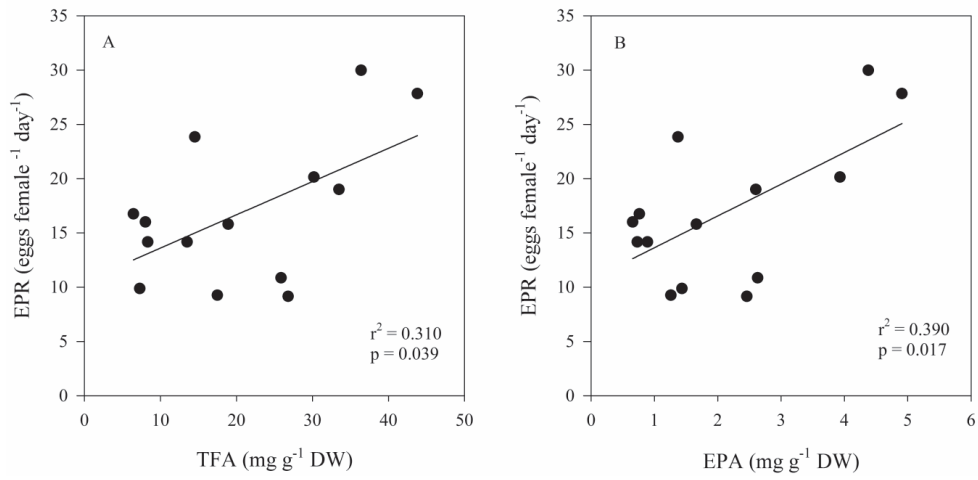 A
35
30
25
20
15
10
5
0
EPR (eggs female⁻¹ day⁻¹)
r² = 0.310
p = 0.039
0 10 20 30 40 50
TFA (mg g⁻¹ DW)
B
35
30
25
20
15
10
5
0
EPR (eggs female⁻¹ day⁻¹)
r² = 0.390
p = 0.017
0 1 2 3 4 5 6
EPA (mg g⁻¹ DW)